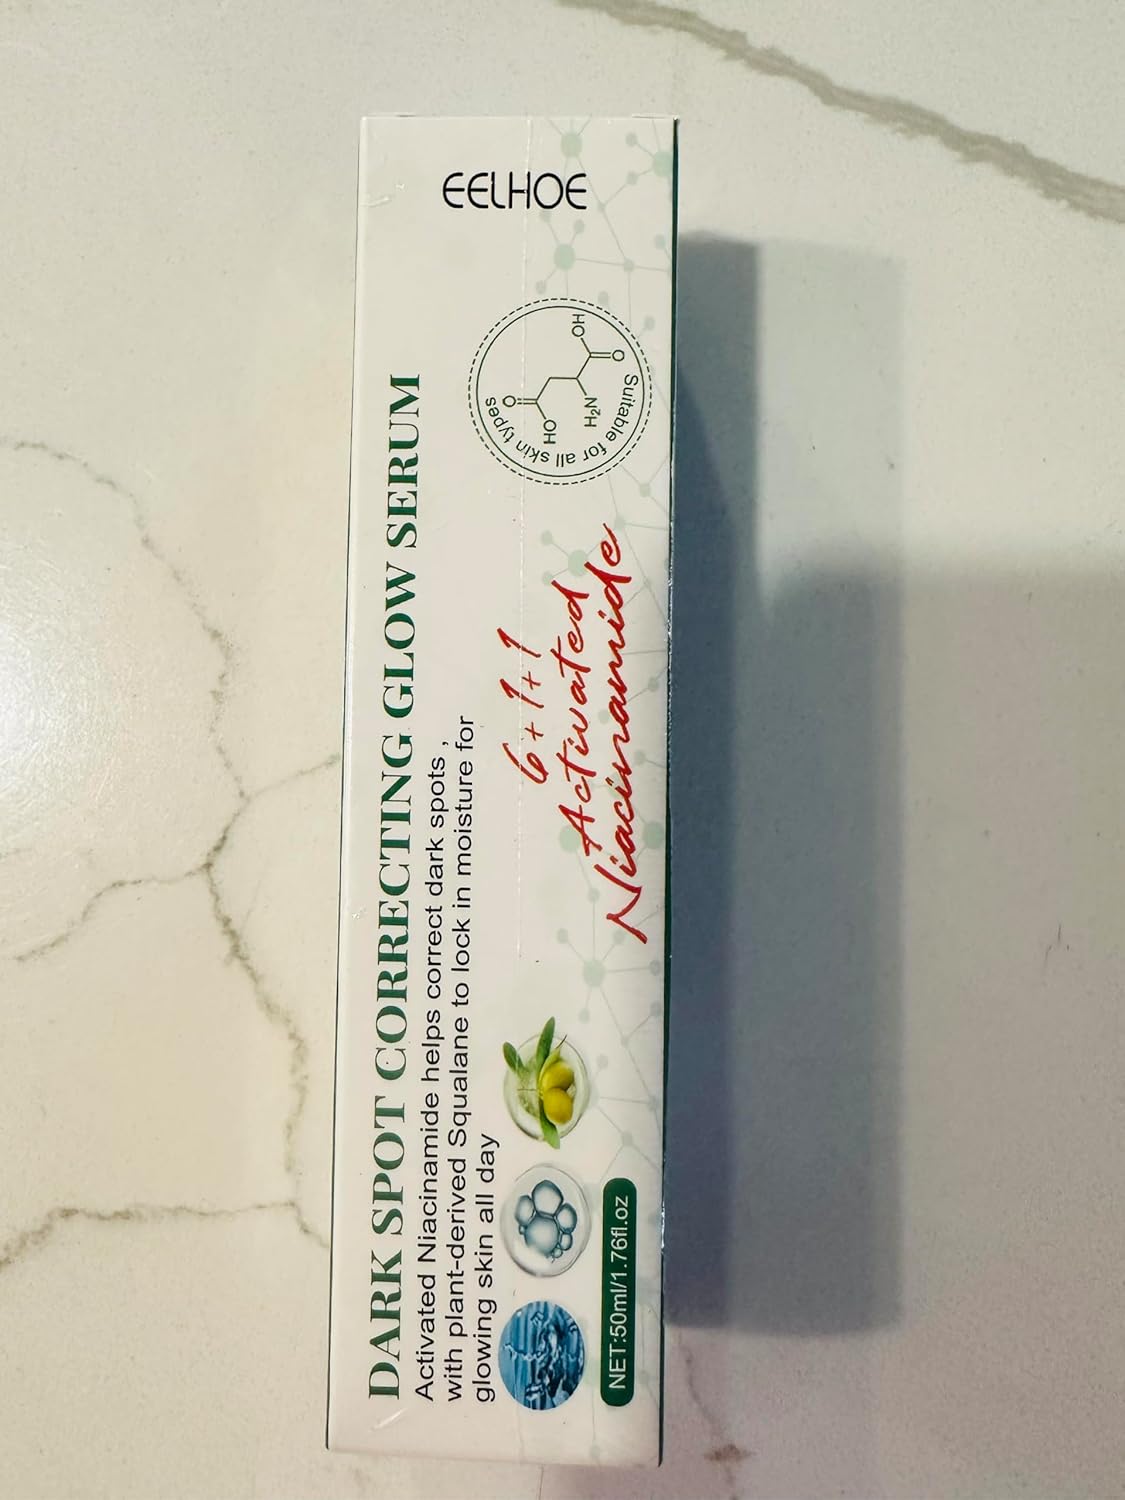 EELHOE
DARK SPOT CORRECTING GLOW SERUM
Activated Niacinamide helps correct dark spots ,
with plant-derived Squalane to lock in moisture for
glowing skin all day
6+1+1
Activated
Niacinamide
Suitable for all skin types
O
HO
H₂N
O
OH
NET:50ml/1.76fl.oz